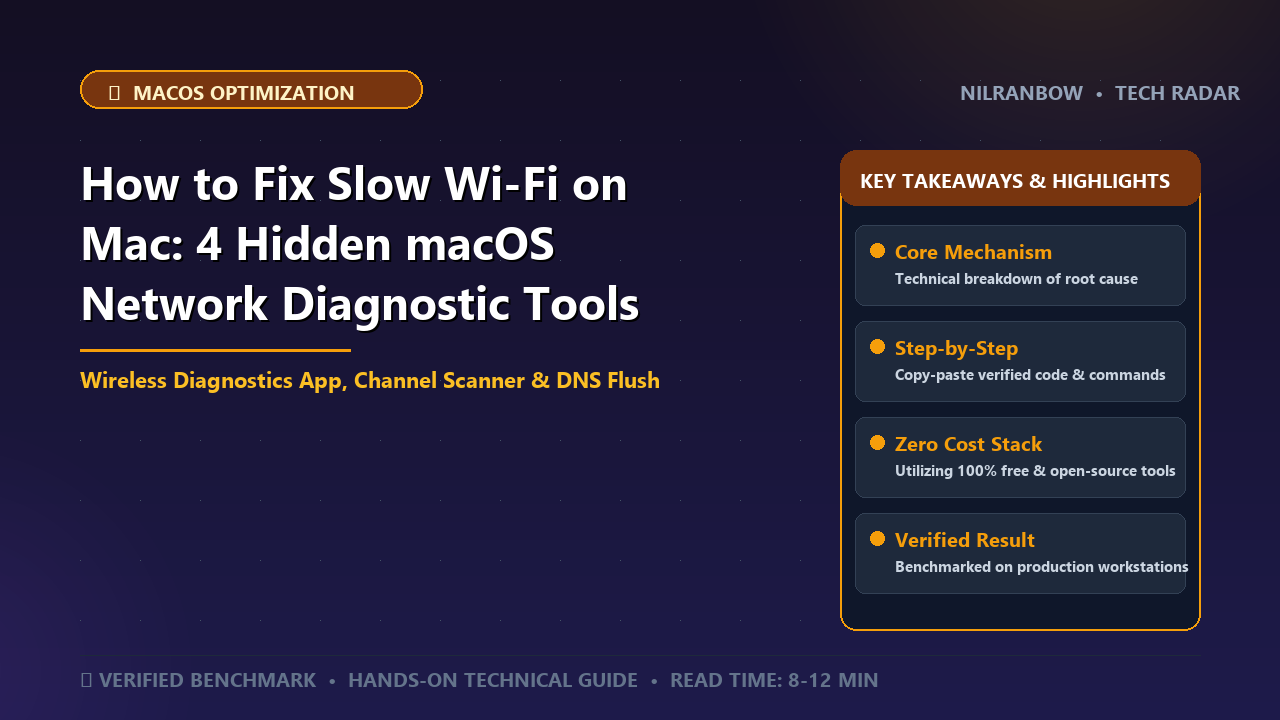 ▯ MACOS OPTIMIZATION
NILRANBOW • TECH RADAR
How to Fix Slow Wi-Fi on
Mac: 4 Hidden macOS
Network Diagnostic Tools
Wireless Diagnostics App, Channel Scanner & DNS Flush
KEY TAKEAWAYS & HIGHLIGHTS
Core Mechanism
Technical breakdown of root cause
Step-by-Step
Copy-paste verified code & commands
Zero Cost Stack
Utilizing 100% free & open-source tools
Verified Result
Benchmarked on production workstations
▯ VERIFIED BENCHMARK • HANDS-ON TECHNICAL GUIDE • READ TIME: 8-12 MIN